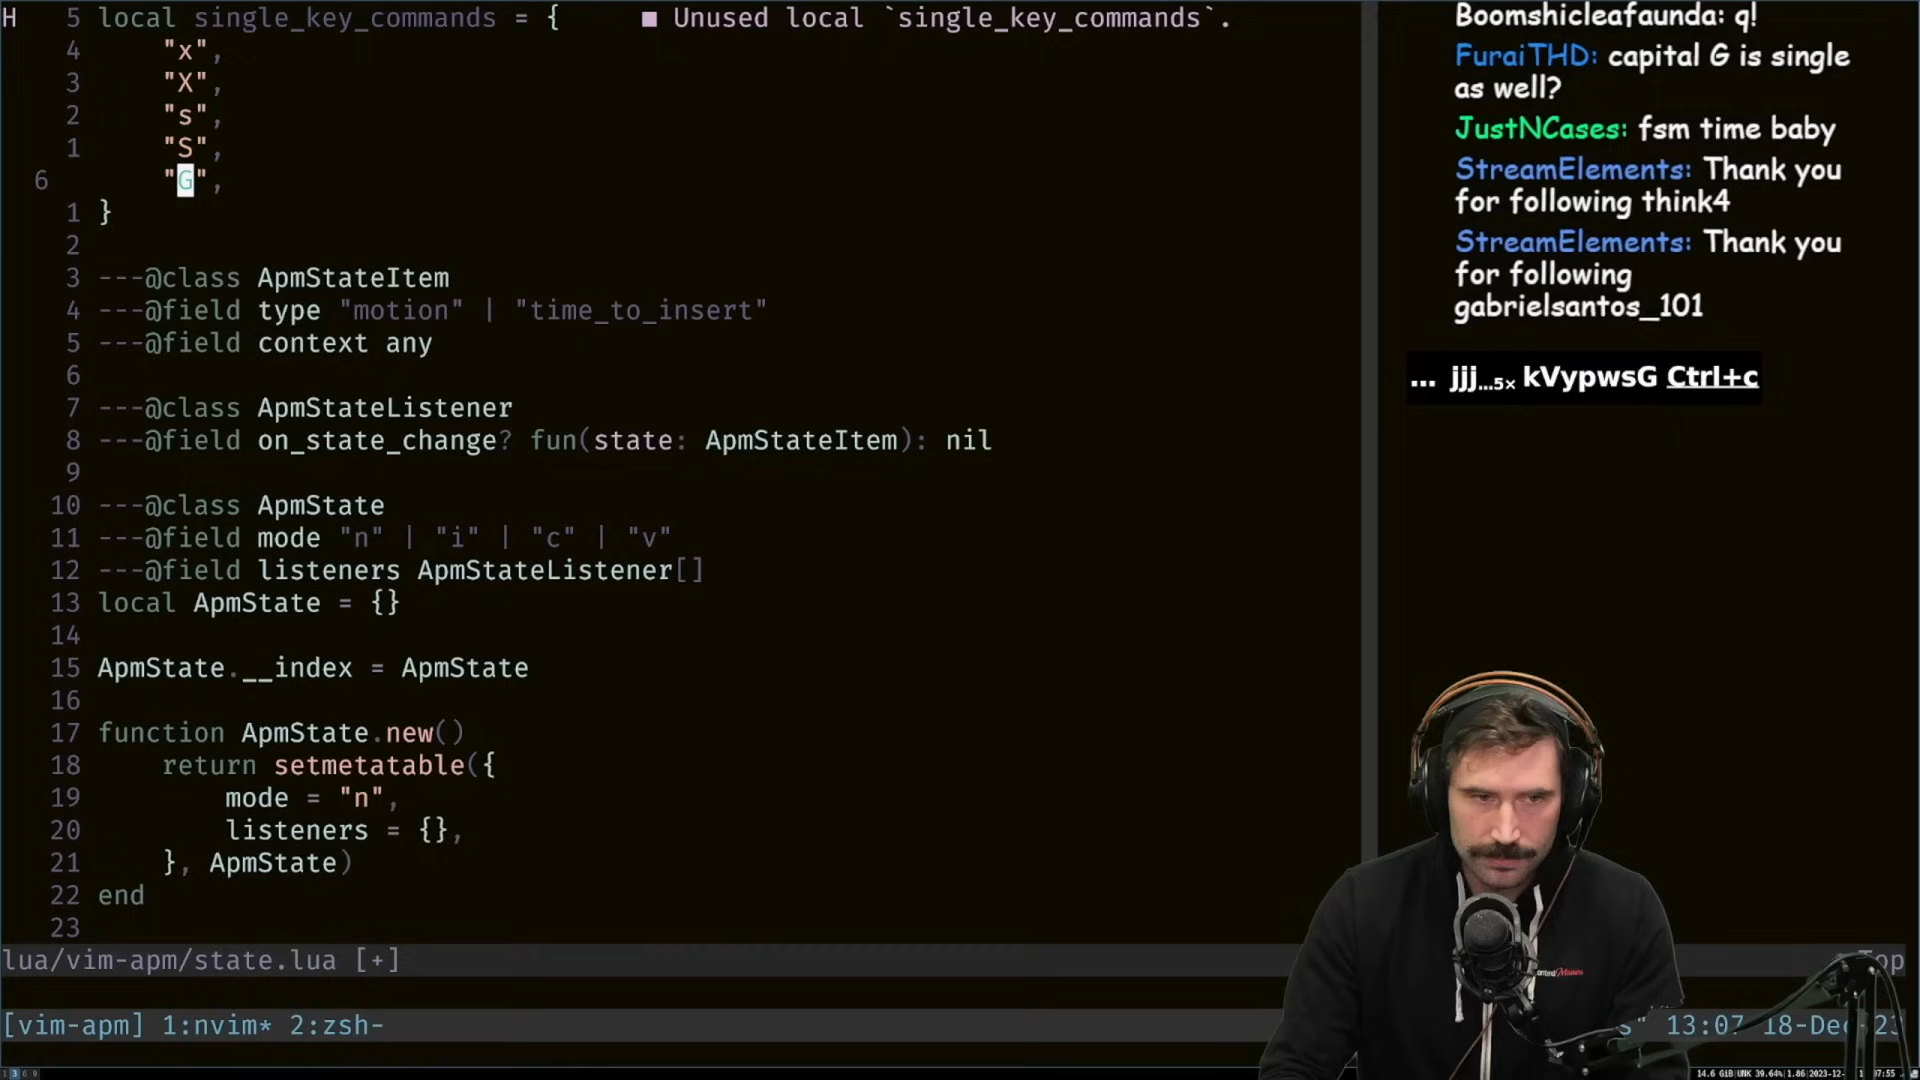 H 5 local single_key_commands = { ■ Unused local `single_key_commands`.
4 "x",
3 "X",
2 "s",
1 "S",
6 "G",
1 }
2
3 ---@class ApmStateItem
4 ---@field type "motion" | "time_to_insert"
5 ---@field context any
6
7 ---@class ApmStateListener
8 ---@field on_state_change? fun(state: ApmStateItem): nil
9
10 ---@class ApmState
11 ---@field mode "n" | "i" | "c" | "v"
12 ---@field listeners ApmStateListener[]
13 local ApmState = {}
14
15 ApmState.__index = ApmState
16
17 function ApmState.new()
18 return setmetatable({
19 mode = "n",
20 listeners = {},
21 }, ApmState)
22 end
23
lua/vim-apm/state.lua [+]
Top
[vim-apm] 1:nvim* 2:zsh-
13:07 18-Dec-23
Boomshicleafaunda: q!
FuraiTHD: capital G is single
as well?
JustNCases: fsm time baby
StreamElements: Thank you
for following think4
StreamElements: Thank you
for following
gabrielsantos_101
... jjj...5× kVypwsG Ctrl+c